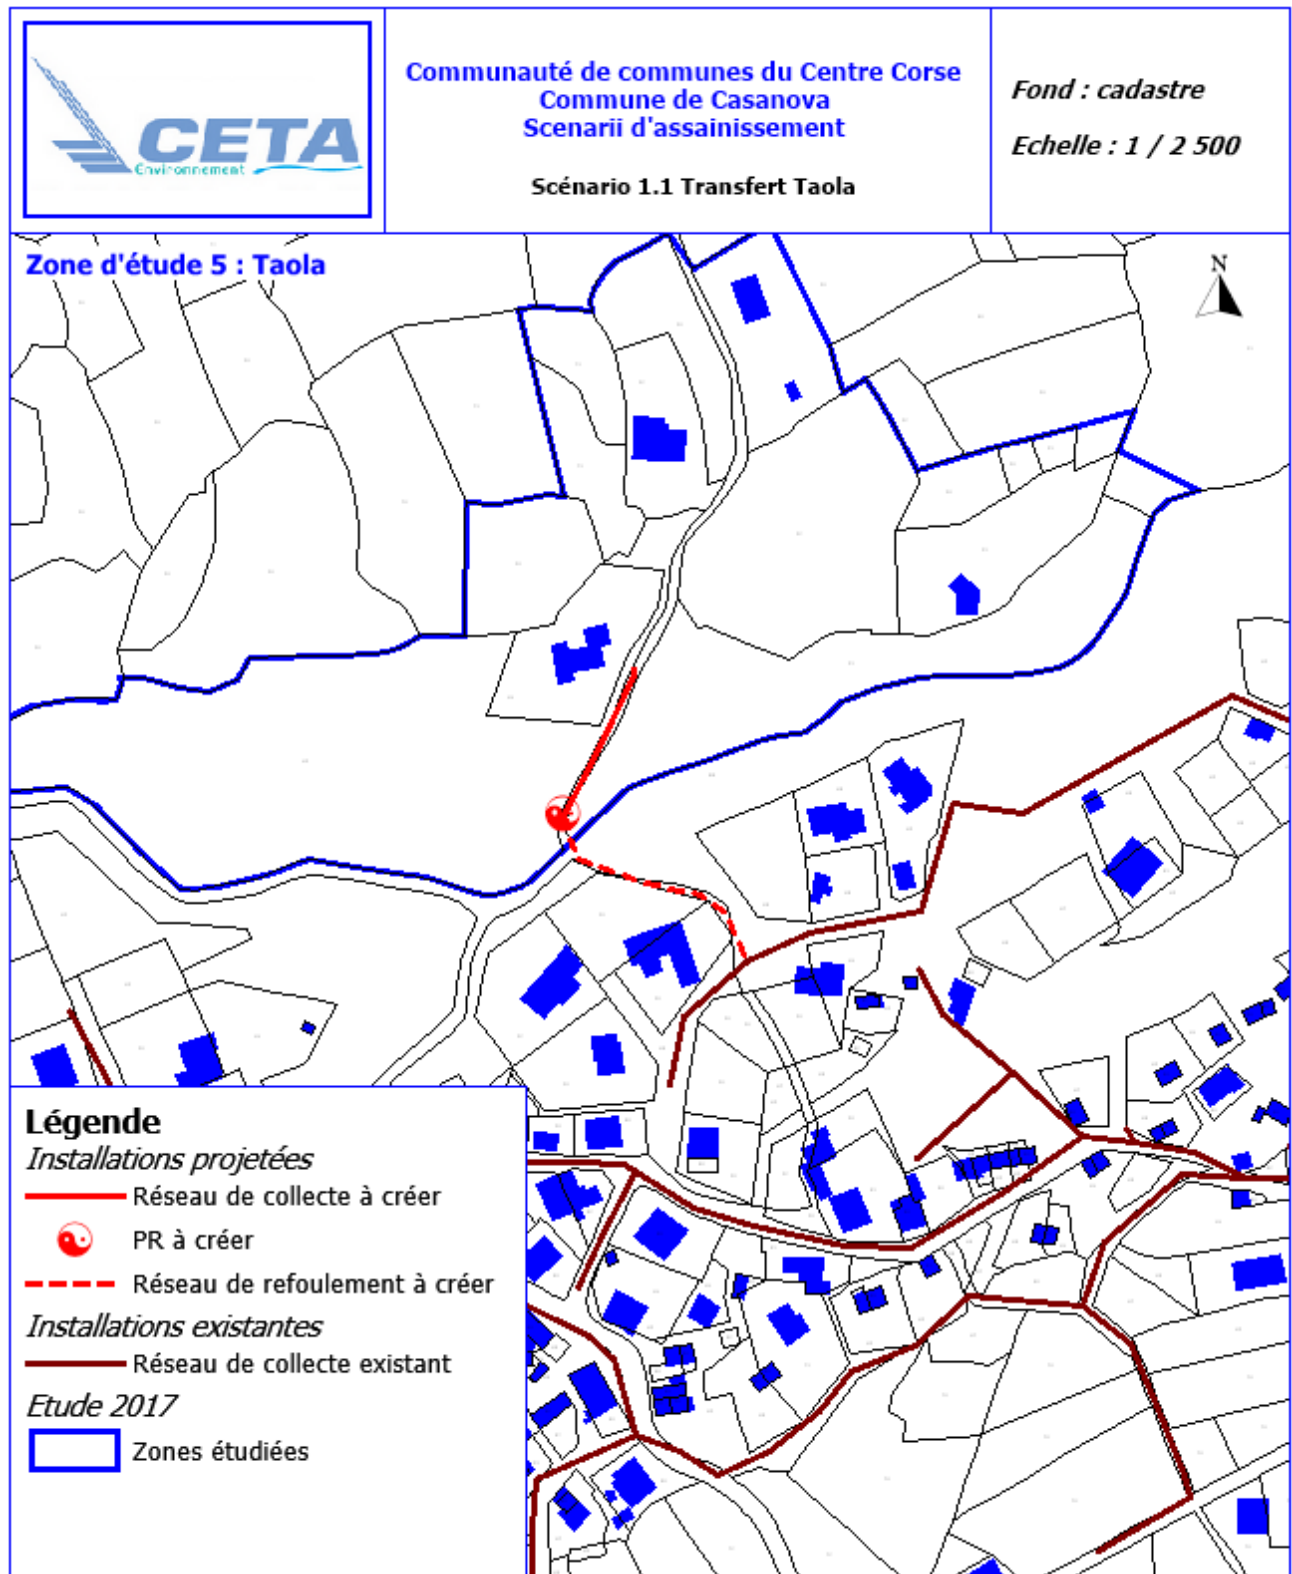 CETA
Environnement
Communauté de communes du Centre Corse
Commune de Casanova
Scenarii d'assainissement
Scénario 1.1 Transfert Taola
Fond : cadastre
Echelle : 1 / 2 500
Zone d'étude 5 : Taola
N
Légende
Installations projetées
Réseau de collecte à créer
PR à créer
Réseau de refoulement à créer
Installations existantes
Réseau de collecte existant
Etude 2017
Zones étudiées